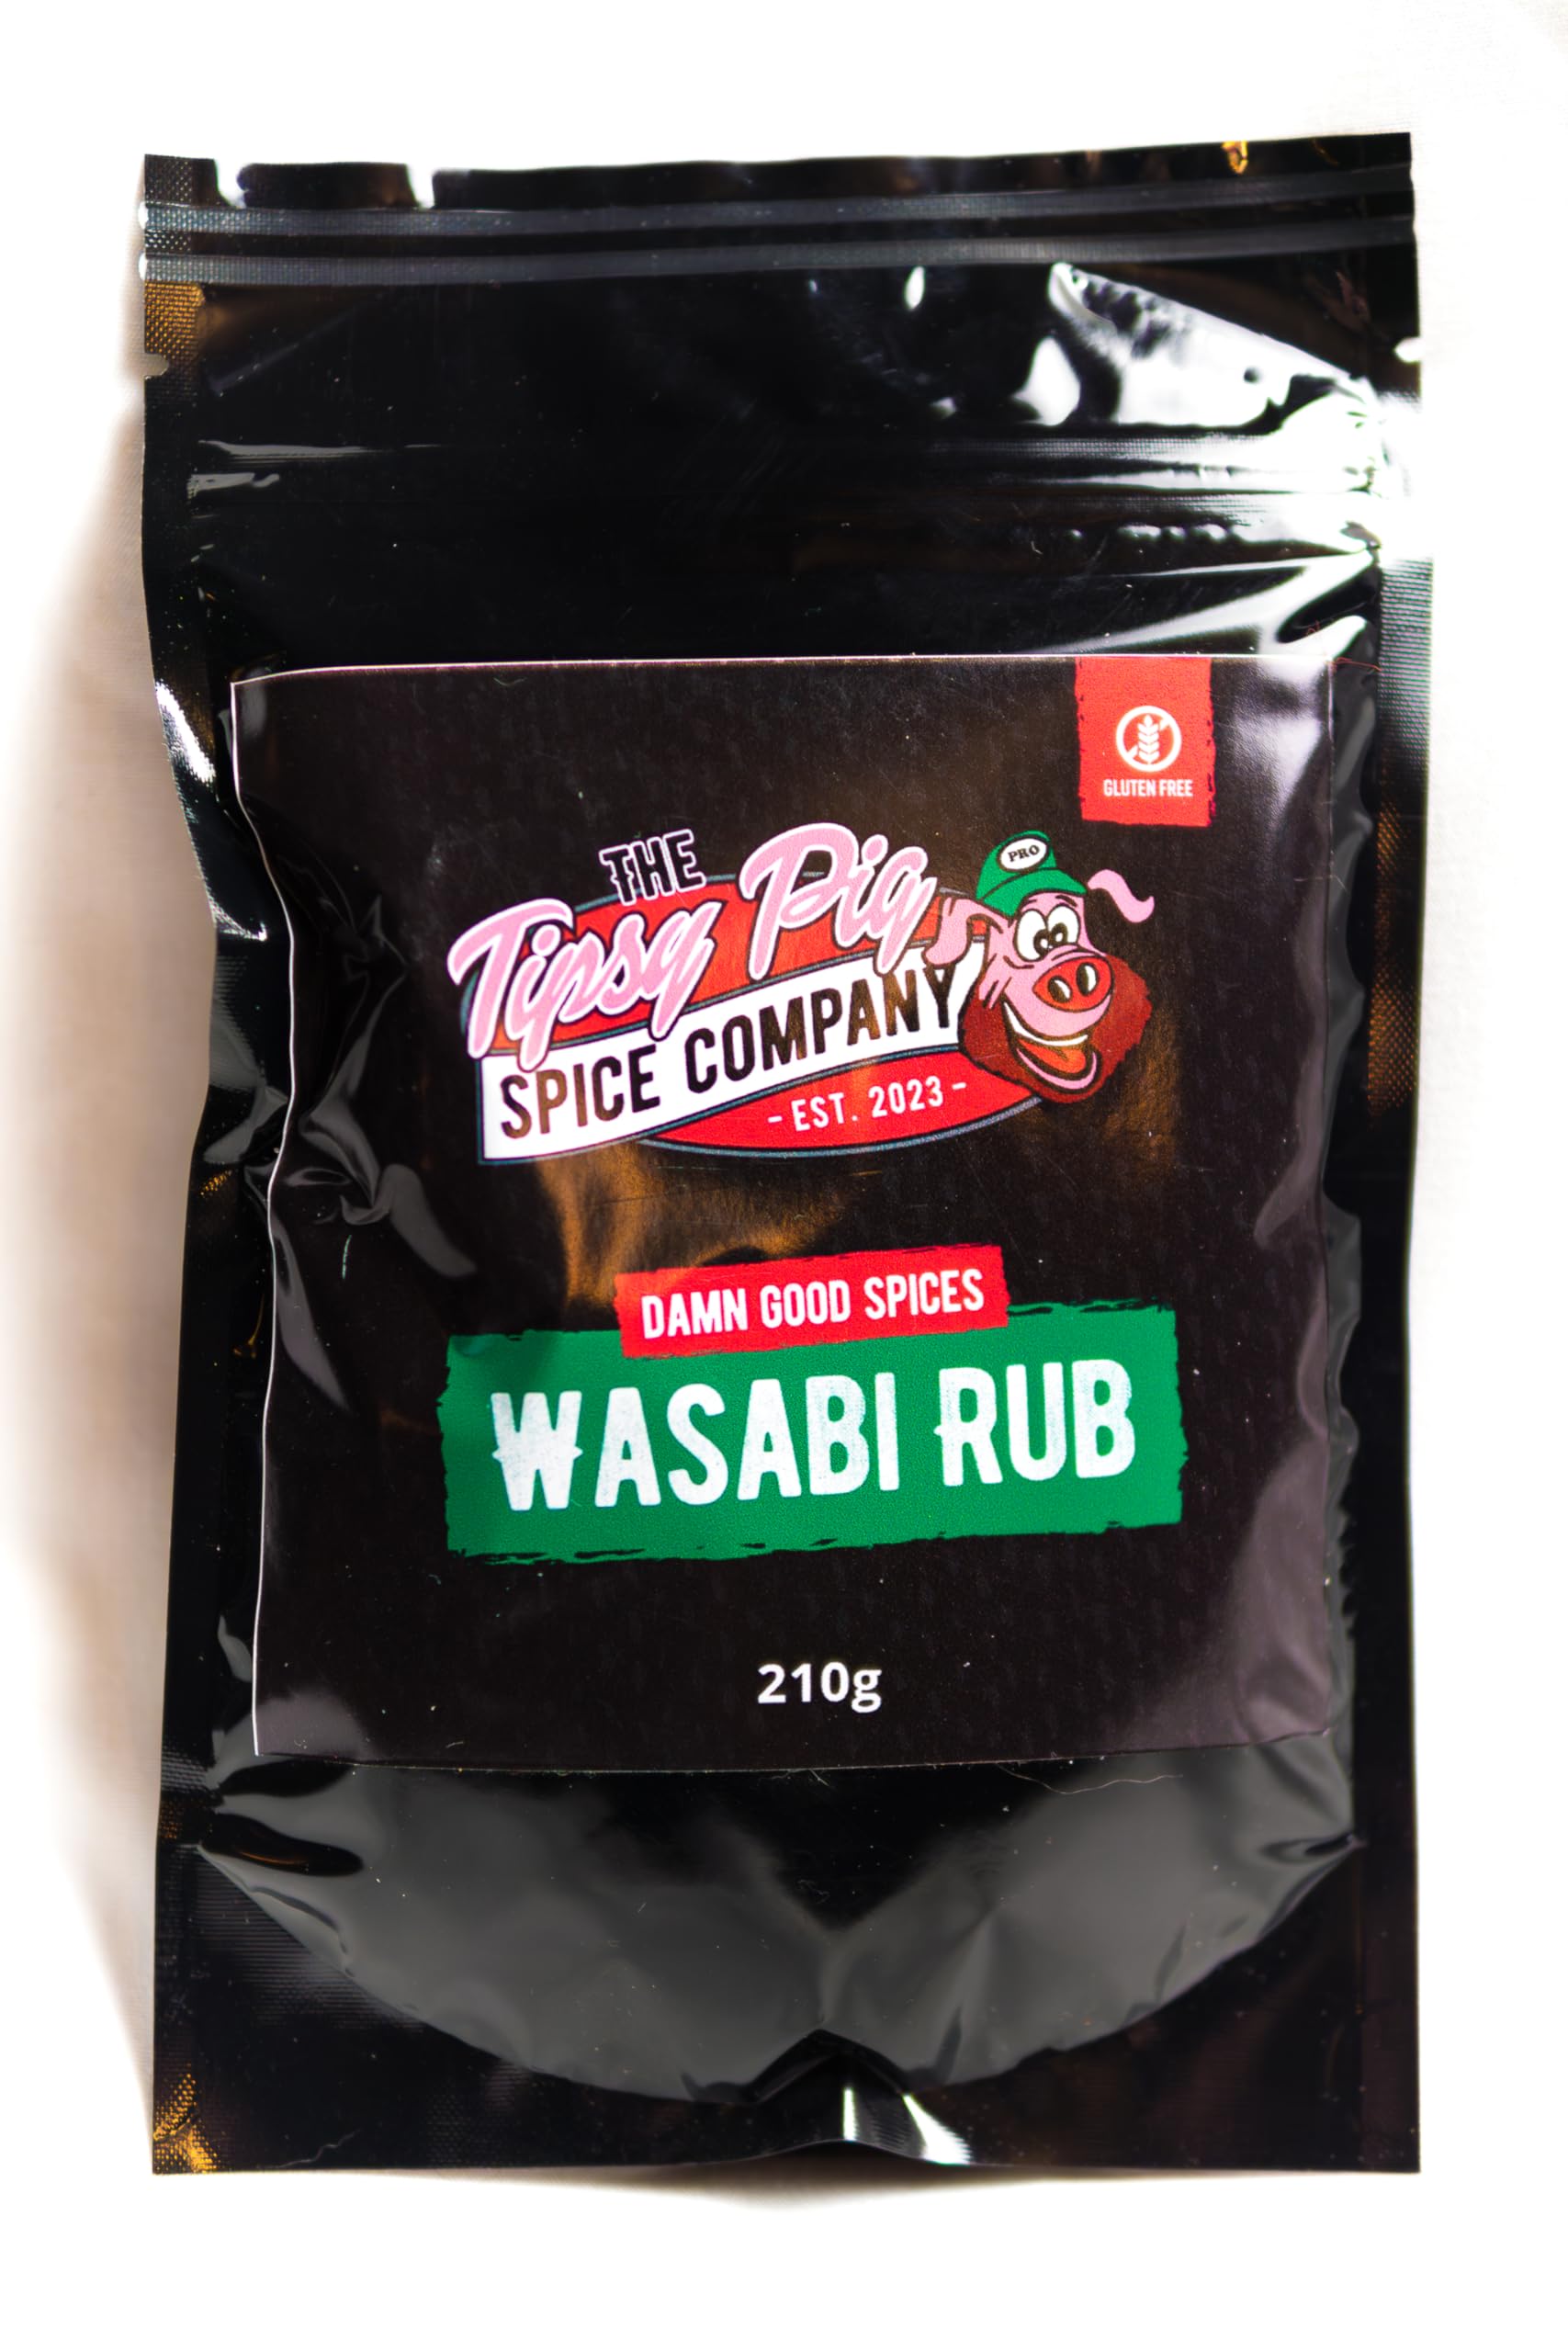 GLUTEN FREE
PRO
THE
Tipsy Pig
SPICE COMPANY
- EST. 2023 -
DAMN GOOD SPICES
WASABI RUB
210g